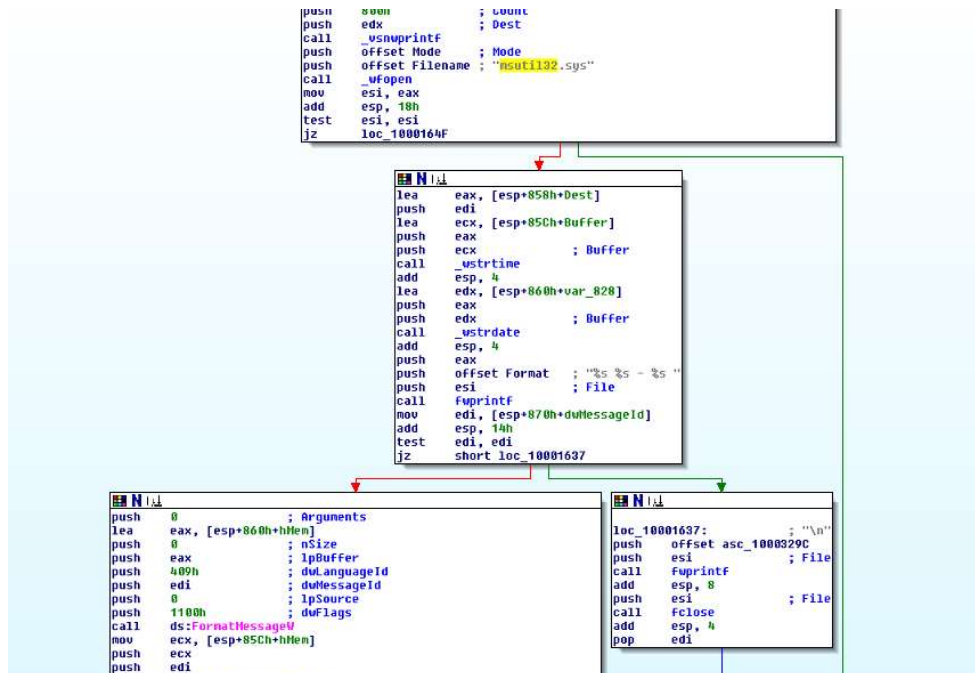 push 800h ; Count
push edx ; Dest
call _vsnwprintf
push offset Mode ; Mode
push offset Filename ; "msutil32.sys"
call _wfopen
mov esi, eax
add esp, 18h
test esi, esi
jz loc_1000164F
lea eax, [esp+858h+Dest]
push edi
lea ecx, [esp+85Ch+Buffer]
push eax
push ecx ; Buffer
call _wstrtime
add esp, 4
lea edx, [esp+860h+var_828]
push eax
push edx ; Buffer
call _wstrdate
add esp, 4
push eax
push offset Format ; "%s %s - %s "
push esi ; File
call fwprintf
mov edi, [esp+870h+dwMessageId]
add esp, 14h
test edi, edi
jz short loc_10001637
push 0 ; Arguments
lea eax, [esp+860h+hMem]
push 0 ; nSize
push eax ; lpBuffer
push 409h ; dwLanguageId
push edi ; dwMessageId
push 0 ; lpSource
push 1100h ; dwFlags
call ds:FormatMessageW
mov ecx, [esp+85Ch+hMem]
push ecx
push edi
loc_10001637: ; "\n"
push offset asc_1000329C
push esi ; File
call fwprintf
add esp, 8
push esi ; File
call fclose
add esp, 4
pop edi